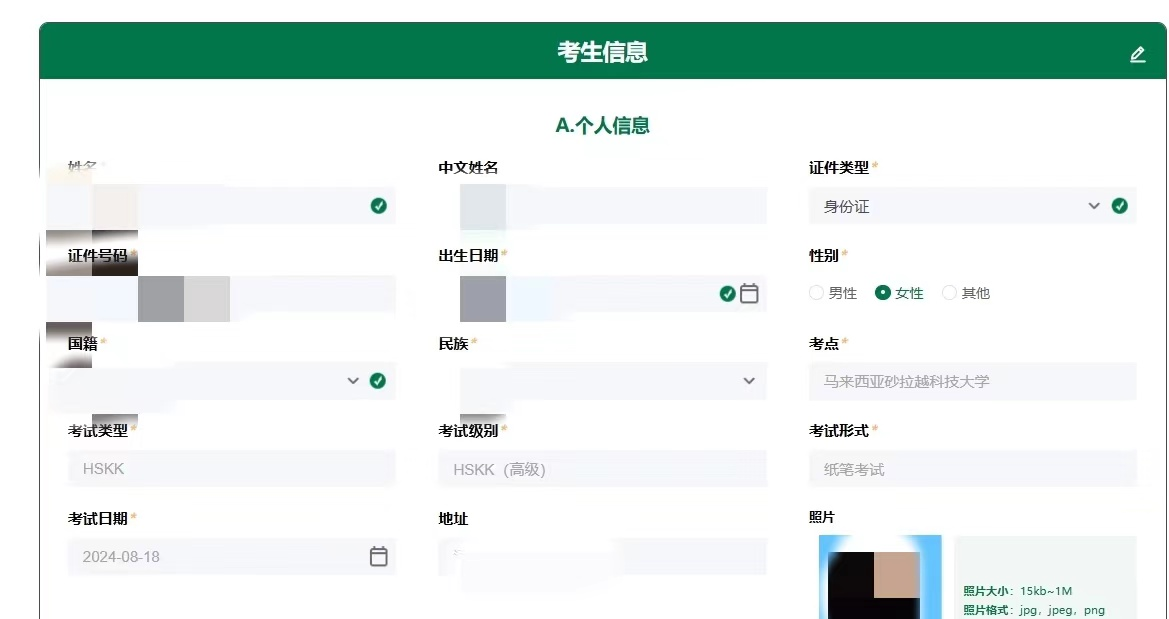 考生信息
A.个人信息
姓名*
中文姓名
证件类型*
身份证
证件号码*
出生日期*
性别*
男性 女性 其他
国籍*
民族*
考点*
马来西亚砂拉越科技大学
考试类型*
考试级别*
考试形式*
HSKK
HSKK（高级）
纸笔考试
考试日期*
地址
照片
2024-08-18
照片大小：15kb~1M
照片格式：jpg，jpeg，png